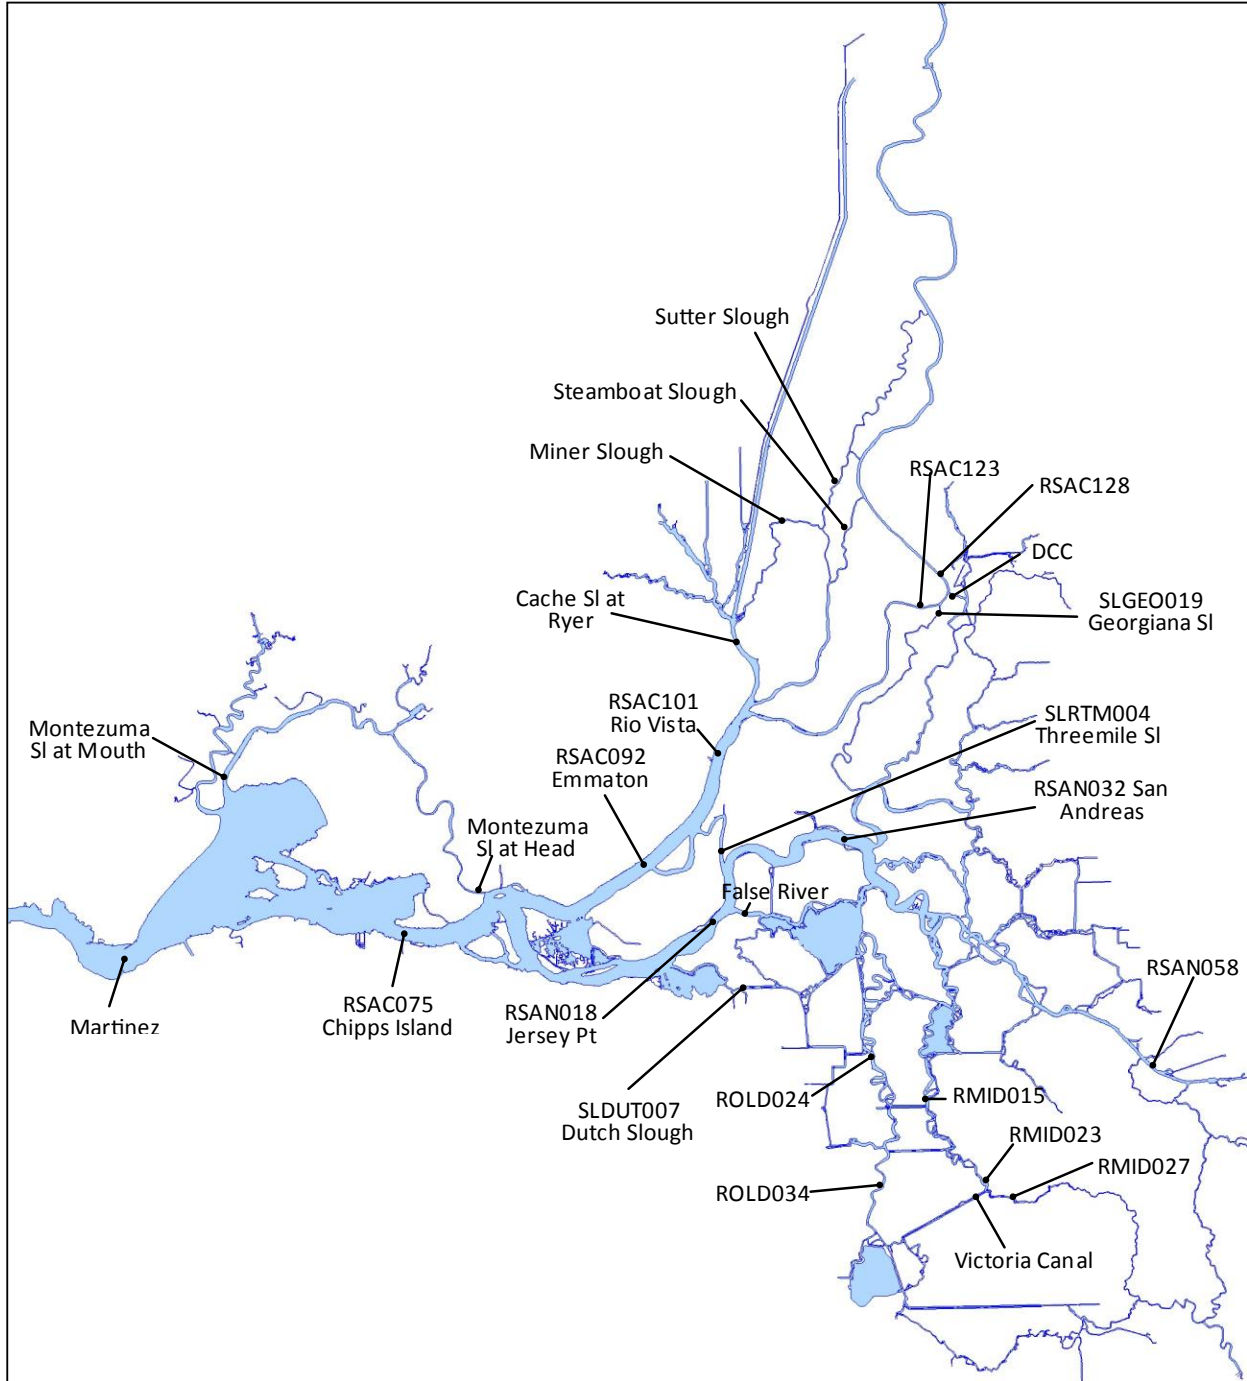 Sutter Slough
Steamboat Slough
Miner Slough
RSAC123
RSAC128
DCC
Cache Sl at
Ryer
SLGEO019
Georgiana Sl
Montezuma
Sl at Mouth
RSAC101
Rio Vista
SLRTM004
Threemile Sl
RSAC092
Emmaton
RSAN032 San
Andreas
Montezuma
Sl at Head
False River
RSAN058
Martinez
RSAC075
Chipps Island
RSAN018
Jersey Pt
ROLD024
RMID015
SLDUT007
Dutch Slough
RMID023
RMID027
ROLD034
Victoria Canal